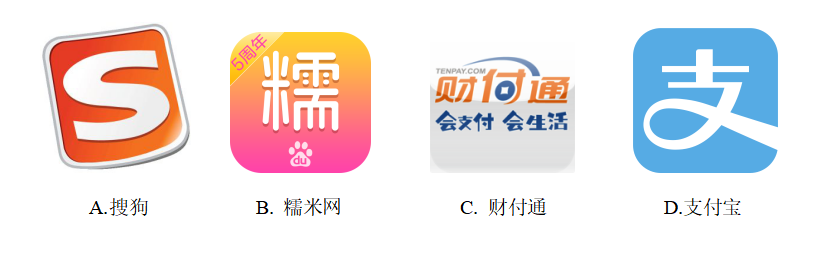 S
5周年
糯
du
TENPAY.COM
财付通
会支付 会生活
支
A.搜狗
B. 糯米网
C. 财付通
D.支付宝